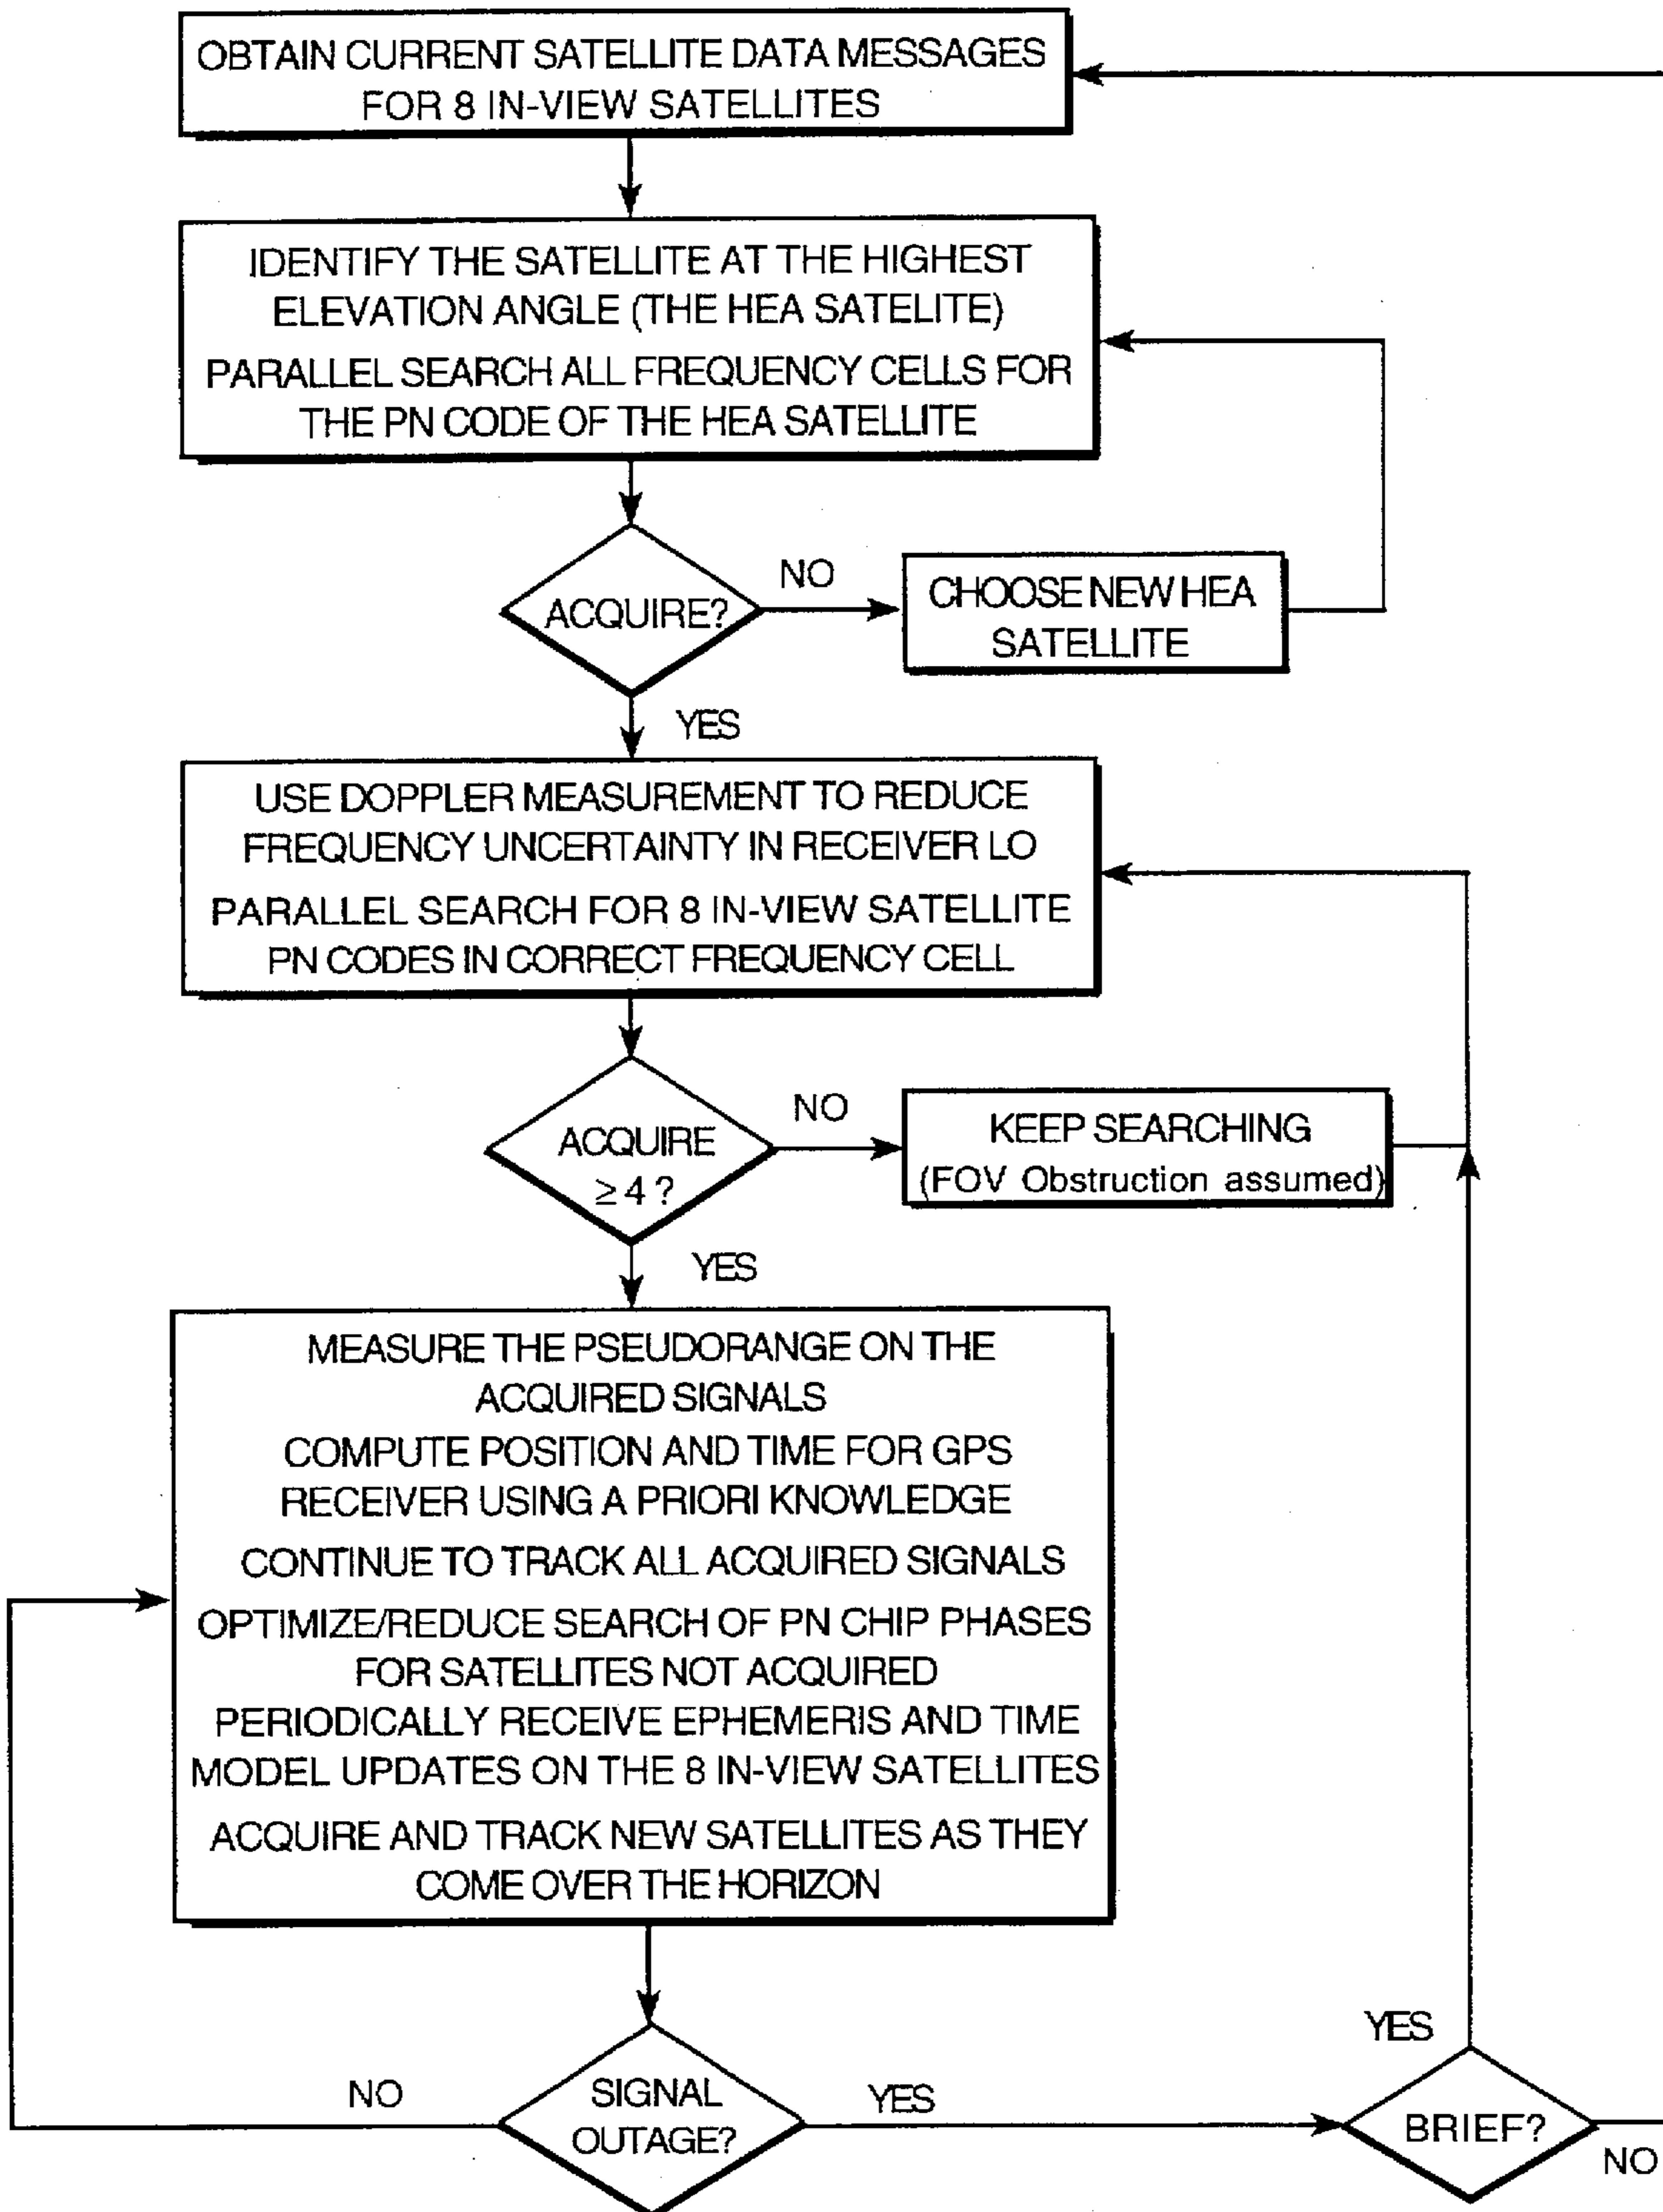 OBTAIN CURRENT SATELLITE DATA MESSAGES
FOR 8 IN-VIEW SATELLITES
IDENTIFY THE SATELLITE AT THE HIGHEST
ELEVATION ANGLE (THE HEA SATELITE)
PARALLEL SEARCH ALL FREQUENCY CELLS FOR
THE PN CODE OF THE HEA SATELLITE
ACQUIRE?
NO
CHOOSE NEW HEA
SATELLITE
YES
USE DOPPLER MEASUREMENT TO REDUCE
FREQUENCY UNCERTAINTY IN RECEIVER LO
PARALLEL SEARCH FOR 8 IN-VIEW SATELLITE
PN CODES IN CORRECT FREQUENCY CELL
ACQUIRE
≥4 ?
NO
KEEP SEARCHING
(FOV Obstruction assumed)
YES
MEASURE THE PSEUDORANGE ON THE
ACQUIRED SIGNALS
COMPUTE POSITION AND TIME FOR GPS
RECEIVER USING A PRIORI KNOWLEDGE
CONTINUE TO TRACK ALL ACQUIRED SIGNALS
OPTIMIZE/REDUCE SEARCH OF PN CHIP PHASES
FOR SATELLITES NOT ACQUIRED
PERIODICALLY RECEIVE EPHEMERIS AND TIME
MODEL UPDATES ON THE 8 IN-VIEW SATELLITES
ACQUIRE AND TRACK NEW SATELLITES AS THEY
COME OVER THE HORIZON
NO
SIGNAL
OUTAGE?
YES
YES
BRIEF?
NO